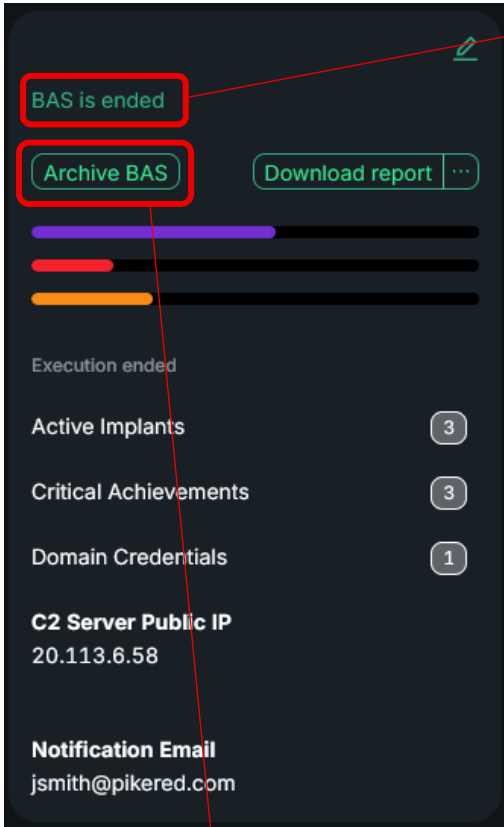 BAS is ended
Archive BAS Download report ...
Execution ended
Active Implants 3
Critical Achievements 3
Domain Credentials 1
C2 Server Public IP
20.113.6.58
Notification Email
jsmith@pikered.com